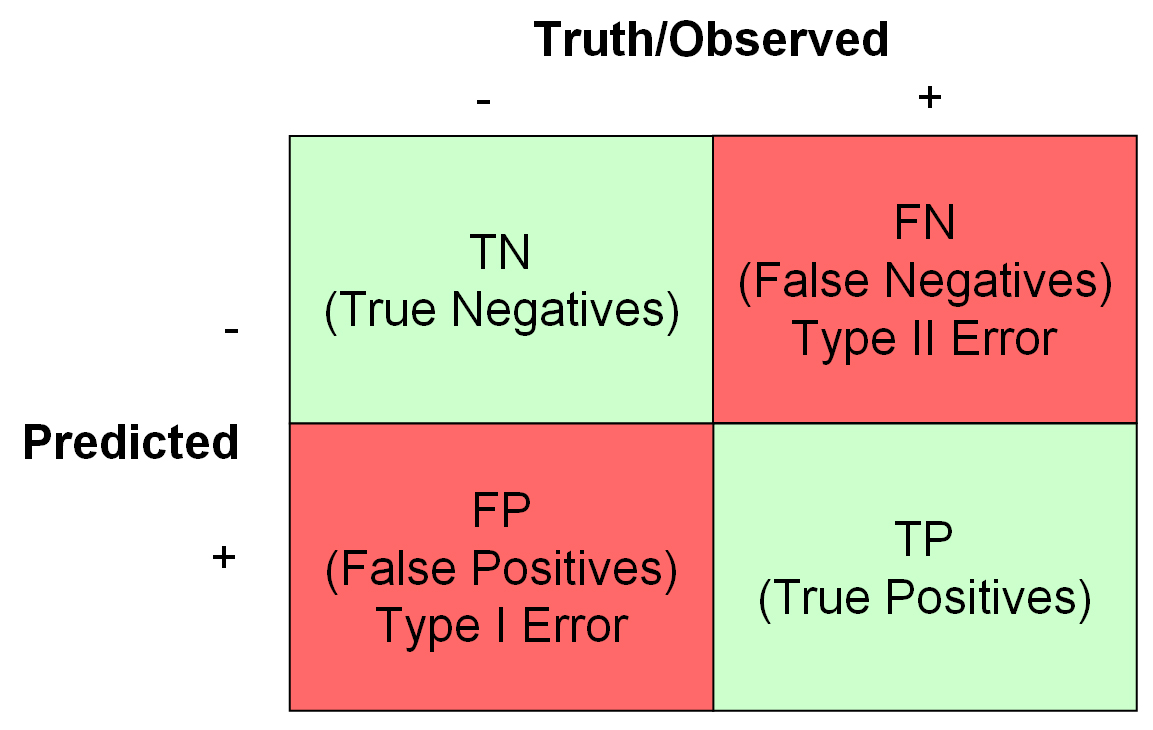 Truth/Observed
- +
TN
(True Negatives)
FN
(False Negatives)
Type II Error
-
Predicted
+
FP
(False Positives)
Type I Error
TP
(True Positives)